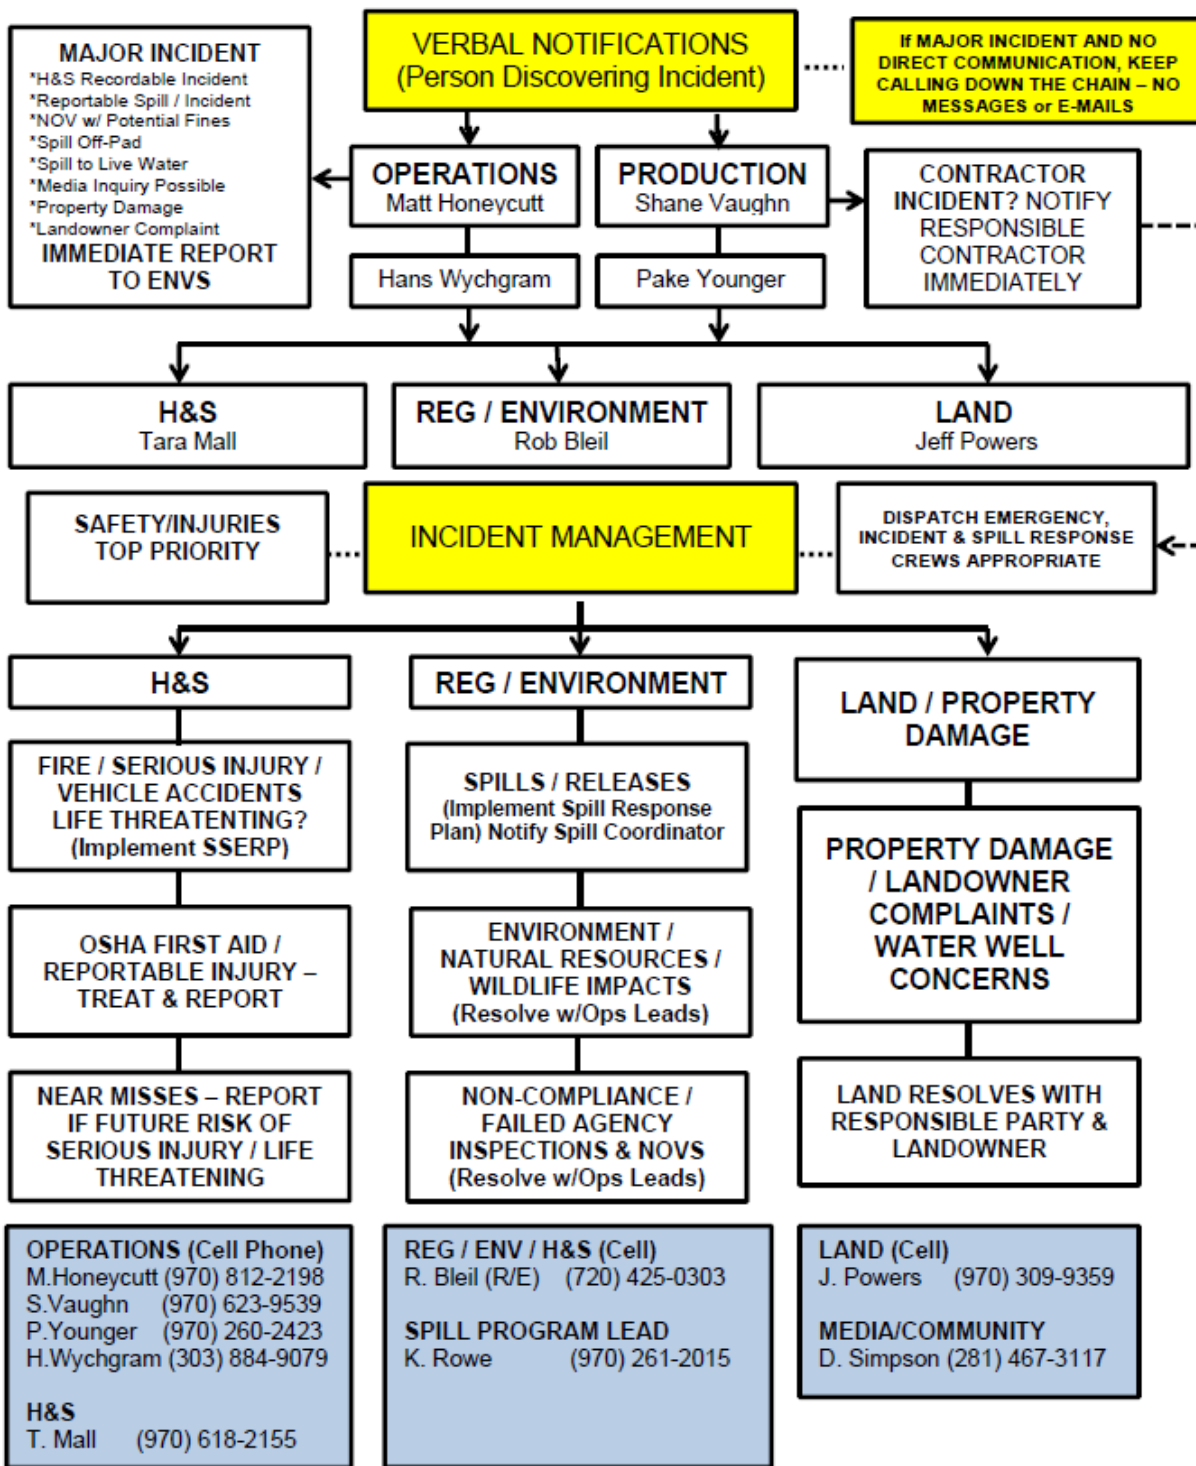 VERBAL NOTIFICATIONS
(Person Discovering Incident)
If MAJOR INCIDENT AND NO
DIRECT COMMUNICATION, KEEP
CALLING DOWN THE CHAIN – NO
MESSAGES or E-MAILS
MAJOR INCIDENT
*H&S Recordable Incident
*Reportable Spill / Incident
*NOV w/ Potential Fines
*Spill Off-Pad
*Spill to Live Water
*Media Inquiry Possible
*Property Damage
*Landowner Complaint
IMMEDIATE REPORT
TO ENVS
OPERATIONS
Matt Honeycutt
PRODUCTION
Shane Vaughn
CONTRACTOR
INCIDENT? NOTIFY
RESPONSIBLE
CONTRACTOR
IMMEDIATELY
Hans Wychgram
Pake Younger
H&S
Tara Mall
REG / ENVIRONMENT
Rob Bleil
LAND
Jeff Powers
SAFETY/INJURIES
TOP PRIORITY
INCIDENT MANAGEMENT
DISPATCH EMERGENCY,
INCIDENT & SPILL RESPONSE
CREWS APPROPRIATE
H&S
REG / ENVIRONMENT
LAND / PROPERTY
DAMAGE
FIRE / SERIOUS INJURY /
VEHICLE ACCIDENTS
LIFE THREATENTING?
(Implement SSERP)
SPILLS / RELEASES
(Implement Spill Response
Plan) Notify Spill Coordinator
PROPERTY DAMAGE
/ LANDOWNER
COMPLAINTS /
WATER WELL
CONCERNS
OSHA FIRST AID /
REPORTABLE INJURY –
TREAT & REPORT
ENVIRONMENT /
NATURAL RESOURCES /
WILDLIFE IMPACTS
(Resolve w/Ops Leads)
NEAR MISSES – REPORT
IF FUTURE RISK OF
SERIOUS INJURY / LIFE
THREATENING
NON-COMPLIANCE /
FAILED AGENCY
INSPECTIONS & NOVS
(Resolve w/Ops Leads)
LAND RESOLVES WITH
RESPONSIBLE PARTY &
LANDOWNER
OPERATIONS (Cell Phone)
M.Honeycutt (970) 812-2198
S.Vaughn (970) 623-9539
P.Younger (970) 260-2423
H.Wychgram (303) 884-9079
H&S
T. Mall (970) 618-2155
REG / ENV / H&S (Cell)
R. Bleil (R/E) (720) 425-0303
SPILL PROGRAM LEAD
K. Rowe (970) 261-2015
LAND (Cell)
J. Powers (970) 309-9359
MEDIA/COMMUNITY
D. Simpson (281) 467-3117